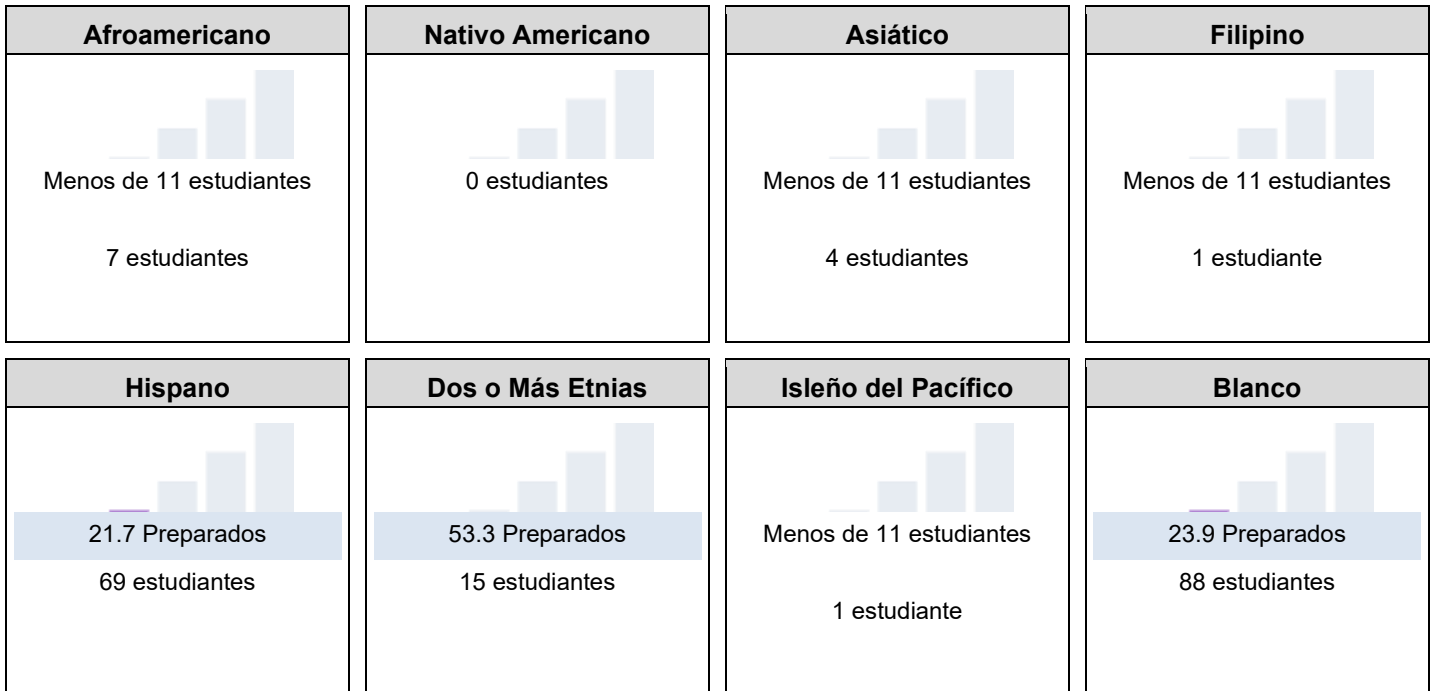 Afroamericano
Menos de 11 estudiantes
7 estudiantes
Nativo Americano
0 estudiantes
Asiático
Menos de 11 estudiantes
4 estudiantes
Filipino
Menos de 11 estudiantes
1 estudiante
Hispano
21.7 Preparados
69 estudiantes
Dos o Más Etnias
53.3 Preparados
15 estudiantes
Isleño del Pacífico
Menos de 11 estudiantes
1 estudiante
Blanco
23.9 Preparados
88 estudiantes